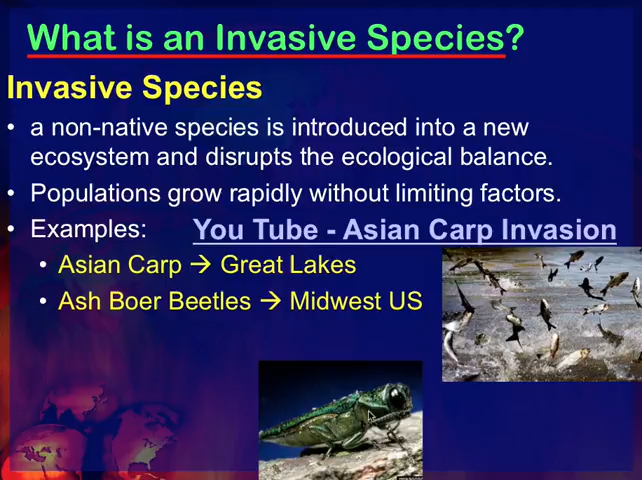 What is an Invasive Species?
Invasive Species
• a non-native species is introduced into a new
ecosystem and disrupts the ecological balance.
• Populations grow rapidly without limiting factors.
• Examples: You Tube - Asian Carp Invasion
• Asian Carp → Great Lakes
• Ash Boer Beetles → Midwest US